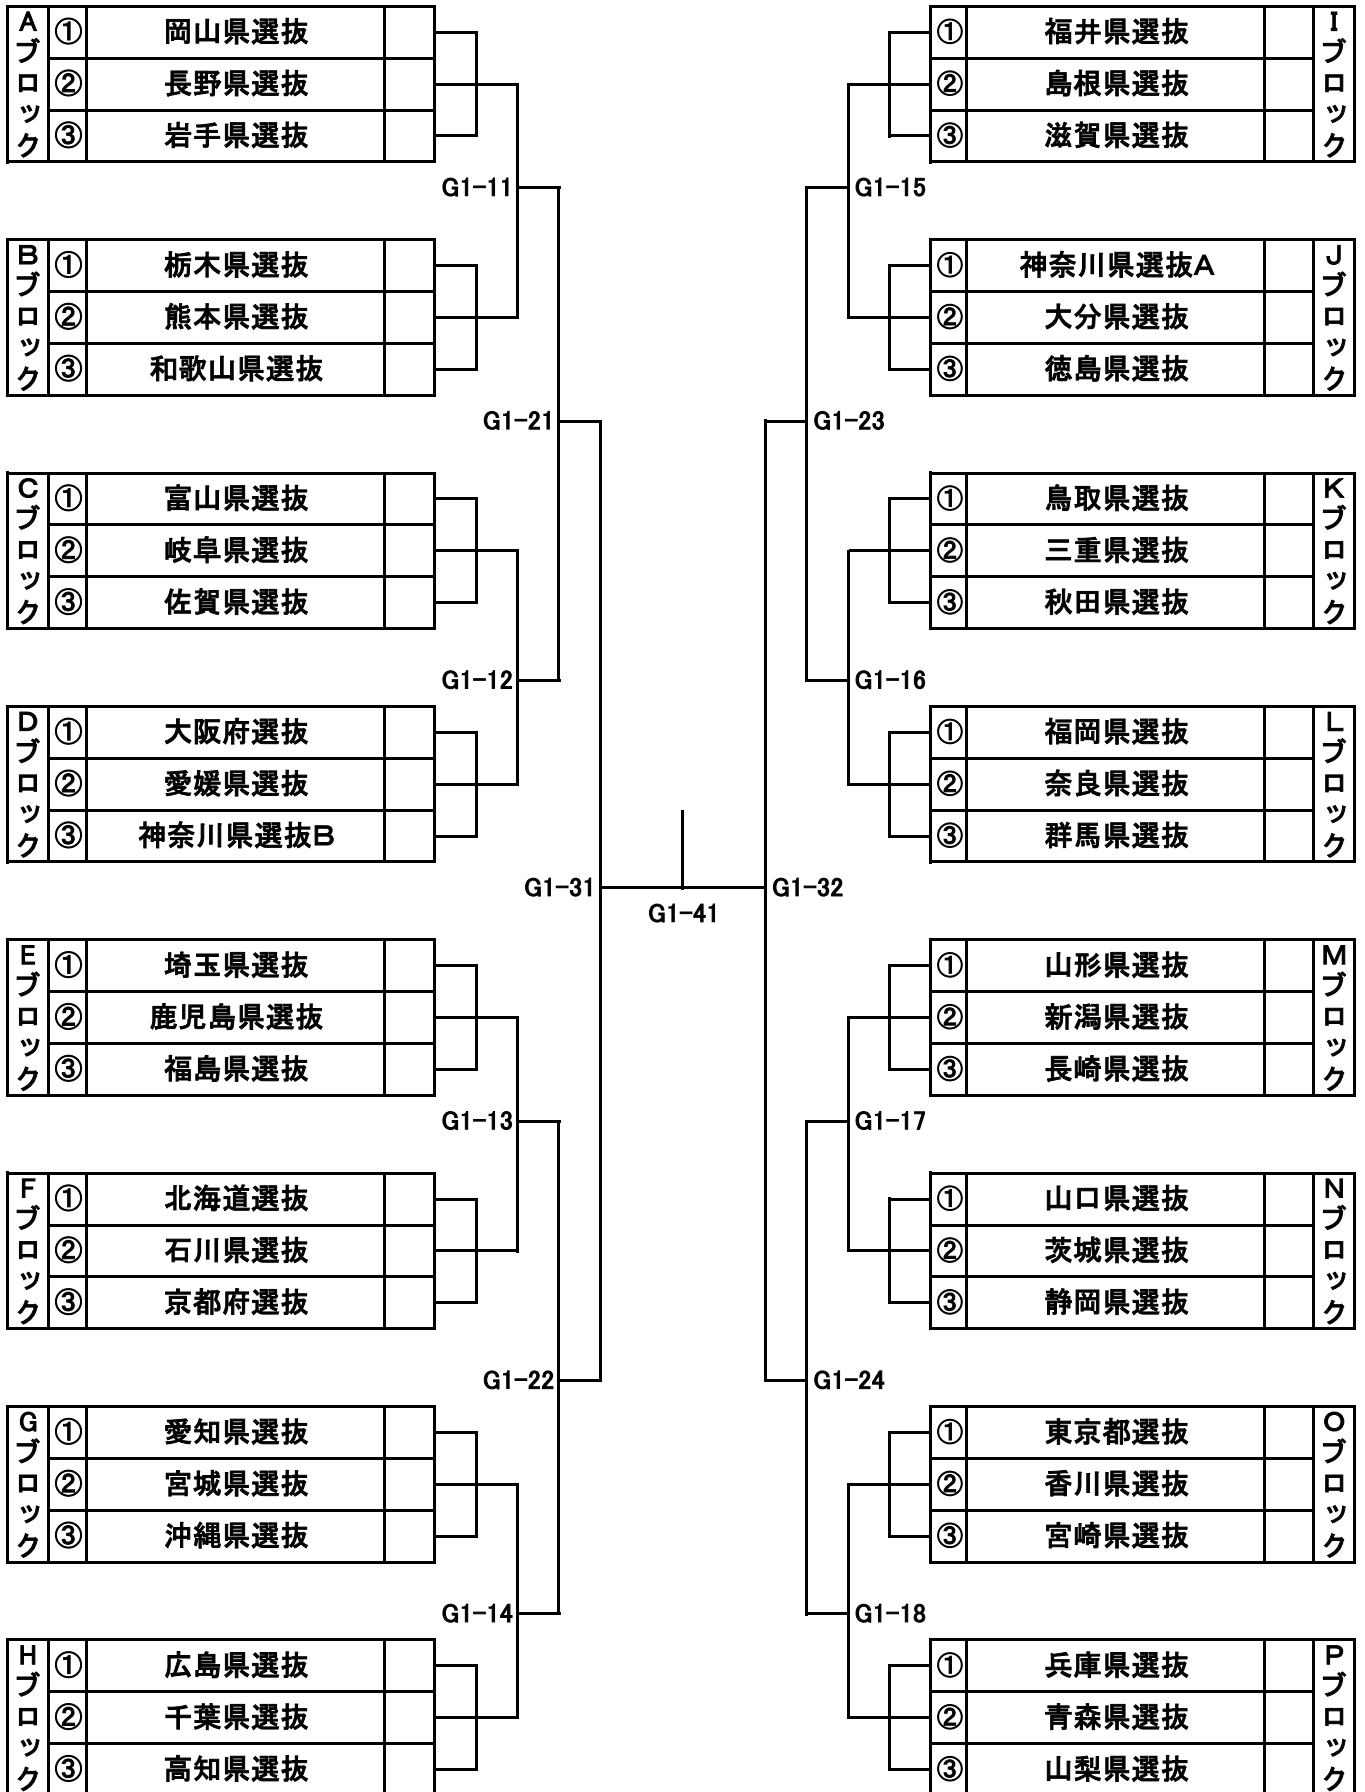 Aブロック
① 岡山県選抜
② 長野県選抜
③ 岩手県選抜
G1-11
Bブロック
① 栃木県選抜
② 熊本県選抜
③ 和歌山県選抜
G1-21
Cブロック
① 富山県選抜
② 岐阜県選抜
③ 佐賀県選抜
G1-12
Dブロック
① 大阪府選抜
② 愛媛県選抜
③ 神奈川県選抜B
G1-31
Eブロック
① 埼玉県選抜
② 鹿児島県選抜
③ 福島県選抜
G1-13
Fブロック
① 北海道選抜
② 石川県選抜
③ 京都府選抜
G1-22
Gブロック
① 愛知県選抜
② 宮城県選抜
③ 沖縄県選抜
G1-14
Hブロック
① 広島県選抜
② 千葉県選抜
③ 高知県選抜
G1-41
Iブロック
① 福井県選抜
② 島根県選抜
③ 滋賀県選抜
G1-15
Jブロック
① 神奈川県選抜A
② 大分県選抜
③ 徳島県選抜
G1-23
Kブロック
① 鳥取県選抜
② 三重県選抜
③ 秋田県選抜
G1-16
Lブロック
① 福岡県選抜
② 奈良県選抜
③ 群馬県選抜
G1-32
Mブロック
① 山形県選抜
② 新潟県選抜
③ 長崎県選抜
G1-17
Nブロック
① 山口県選抜
② 茨城県選抜
③ 静岡県選抜
G1-24
Oブロック
① 東京都選抜
② 香川県選抜
③ 宮崎県選抜
G1-18
Pブロック
① 兵庫県選抜
② 青森県選抜
③ 山梨県選抜